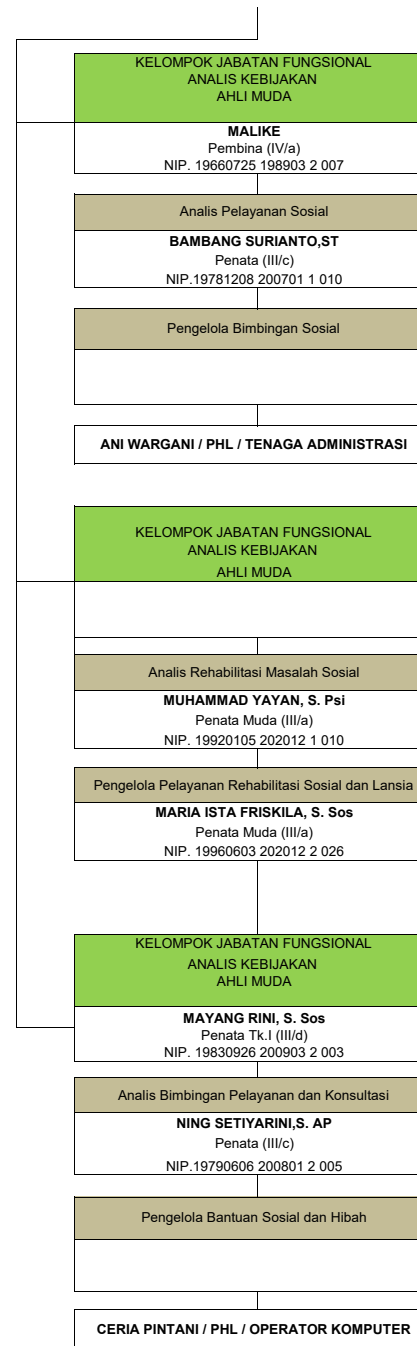 KELOMPOK JABATAN FUNGSIONAL
ANALIS KEBIJAKAN
AHLI MUDA
MALIKE
Pembina (IV/a)
NIP. 19660725 198903 2 007
Analis Pelayanan Sosial
BAMBANG SURIANTO,ST
Penata (III/c)
NIP.19781208 200701 1 010
Pengelola Bimbingan Sosial
ANI WARGANI / PHL / TENAGA ADMINISTRASI
KELOMPOK JABATAN FUNGSIONAL
ANALIS KEBIJAKAN
AHLI MUDA
Analis Rehabilitasi Masalah Sosial
MUHAMMAD YAYAN, S. Psi
Penata Muda (III/a)
NIP. 19920105 202012 1 010
Pengelola Pelayanan Rehabilitasi Sosial dan Lansia
MARIA ISTA FRISKILA, S. Sos
Penata Muda (III/a)
NIP. 19960603 202012 2 026
KELOMPOK JABATAN FUNGSIONAL
ANALIS KEBIJAKAN
AHLI MUDA
MAYANG RINI, S. Sos
Penata Tk.I (III/d)
NIP. 19830926 200903 2 003
Analis Bimbingan Pelayanan dan Konsultasi
NING SETIYARINI,S. AP
Penata (III/c)
NIP.19790606 200801 2 005
Pengelola Bantuan Sosial dan Hibah
CERIA PINTANI / PHL / OPERATOR KOMPUTER